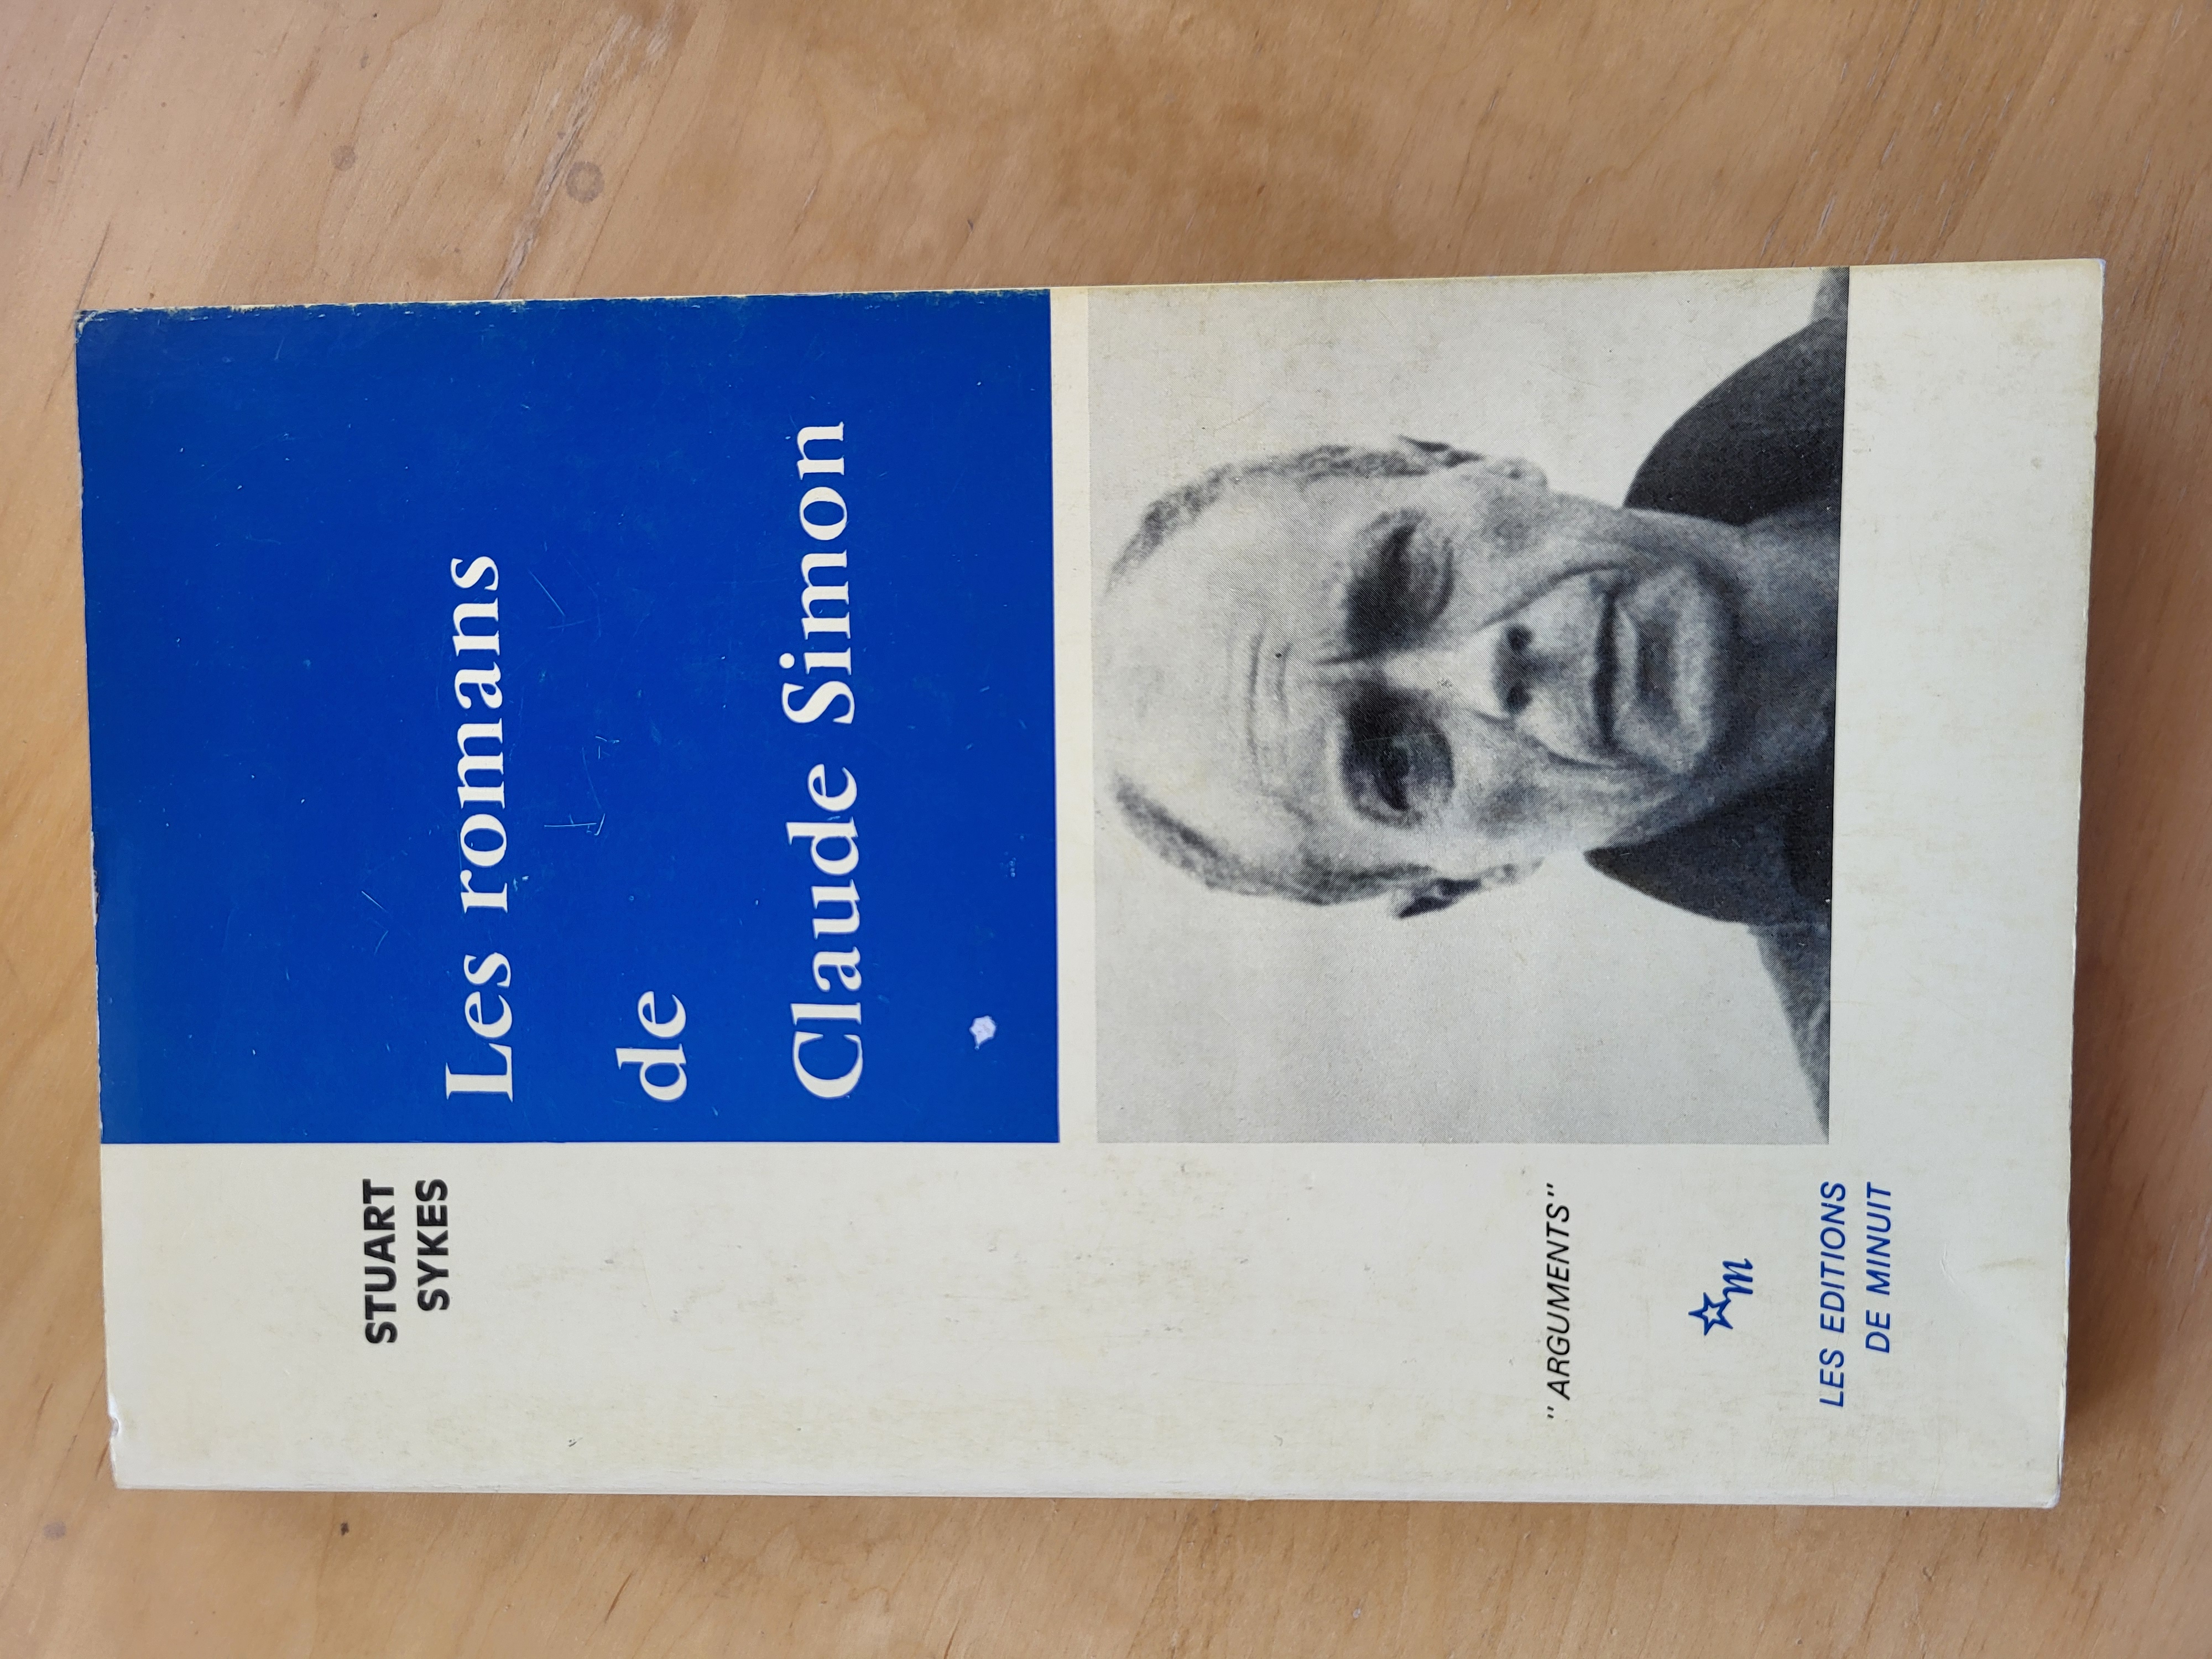 STUART
SYKES
Les romans
de
Claude Simon
"ARGUMENTS"
m
LES EDITIONS
DE MINUIT